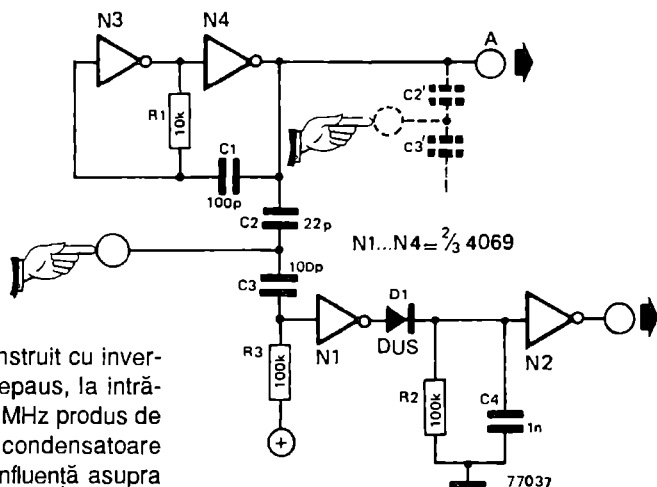 N3
N4
A
R1
10k
C1
100p
C2'
C3'
C2
22p
N1...N4 = 2/3 4069
C3
100p
N1
D1
DUS
N2
R3
100k
+
R2
100k
C4
1n
77037
nstruit cu inver-
epaus, la intră-
MHz produs de
condensatoare
nfluență asupra